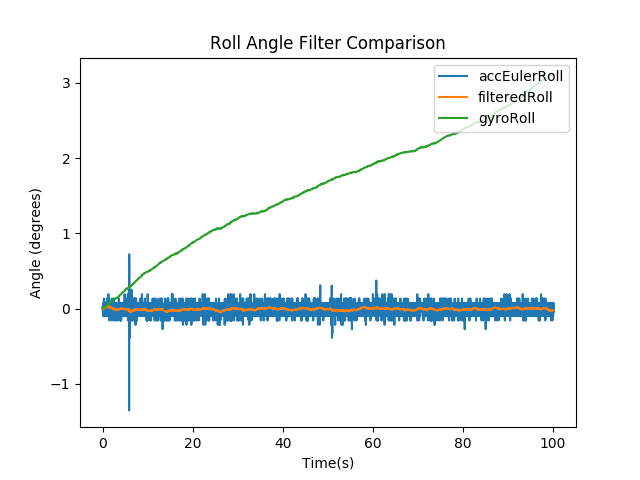 Roll Angle Filter Comparison
accEulerRoll
filteredRoll
gyroRoll
Angle (degrees)
3
2
1
0
−1
0 20 40 60 80 100
Time(s)